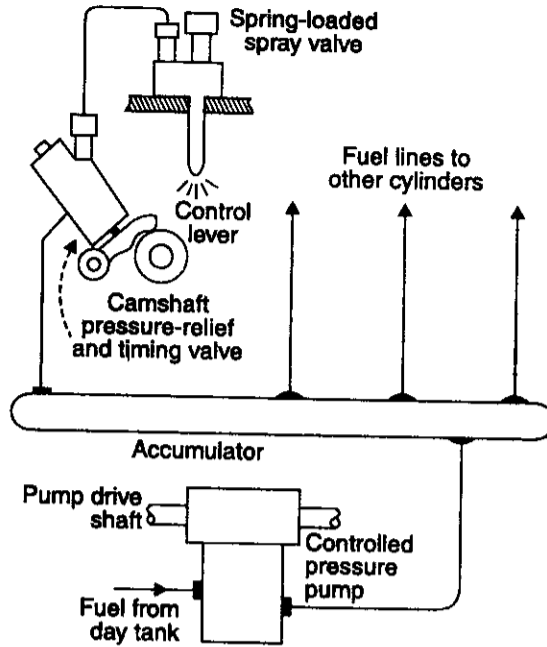 Spring-loaded
spray valve
Fuel lines to
other cylinders
Control
lever
Camshaft
pressure-relief
and timing valve
Accumulator
Pump drive
shaft
Controlled
pressure
pump
Fuel from
day tank